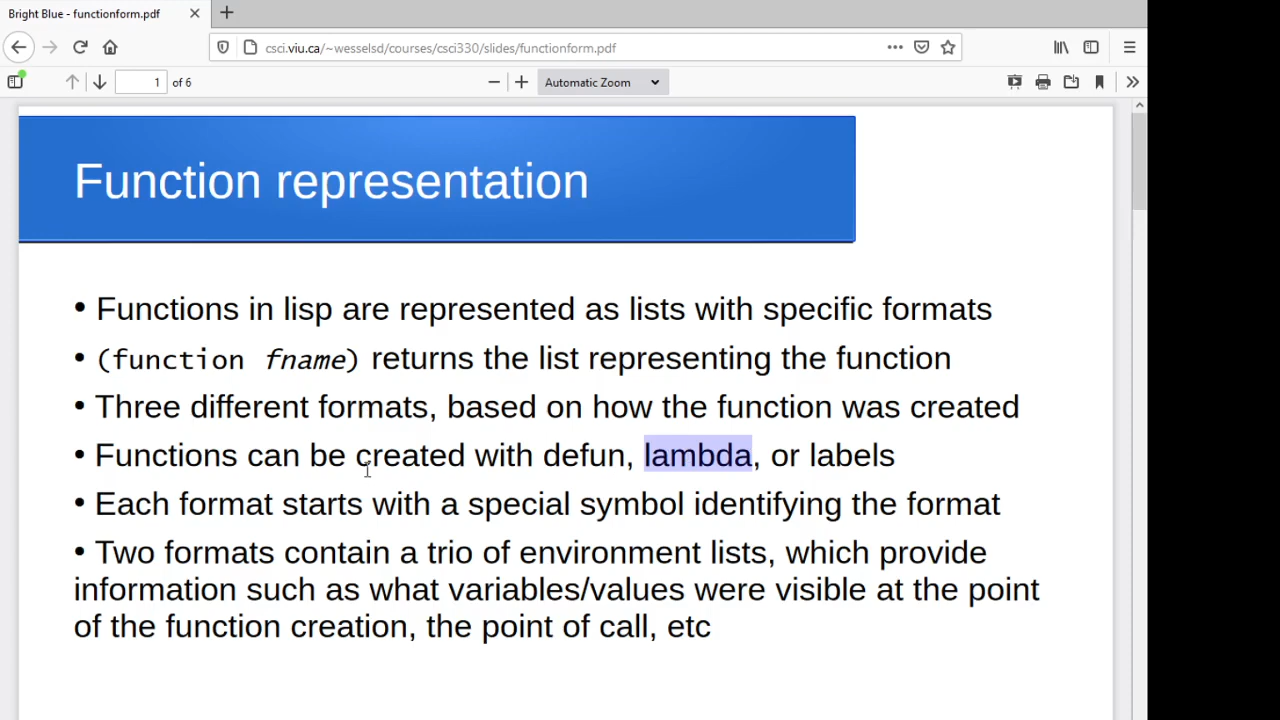 Bright Blue - functionform.pdf
csci.viu.ca/~wesselsd/courses/csci330/slides/functionform.pdf
1 of 6
Automatic Zoom
Function representation
• Functions in lisp are represented as lists with specific formats
• (function fname) returns the list representing the function
• Three different formats, based on how the function was created
• Functions can be created with defun, lambda, or labels
• Each format starts with a special symbol identifying the format
• Two formats contain a trio of environment lists, which provide
information such as what variables/values were visible at the point
of the function creation, the point of call, etc